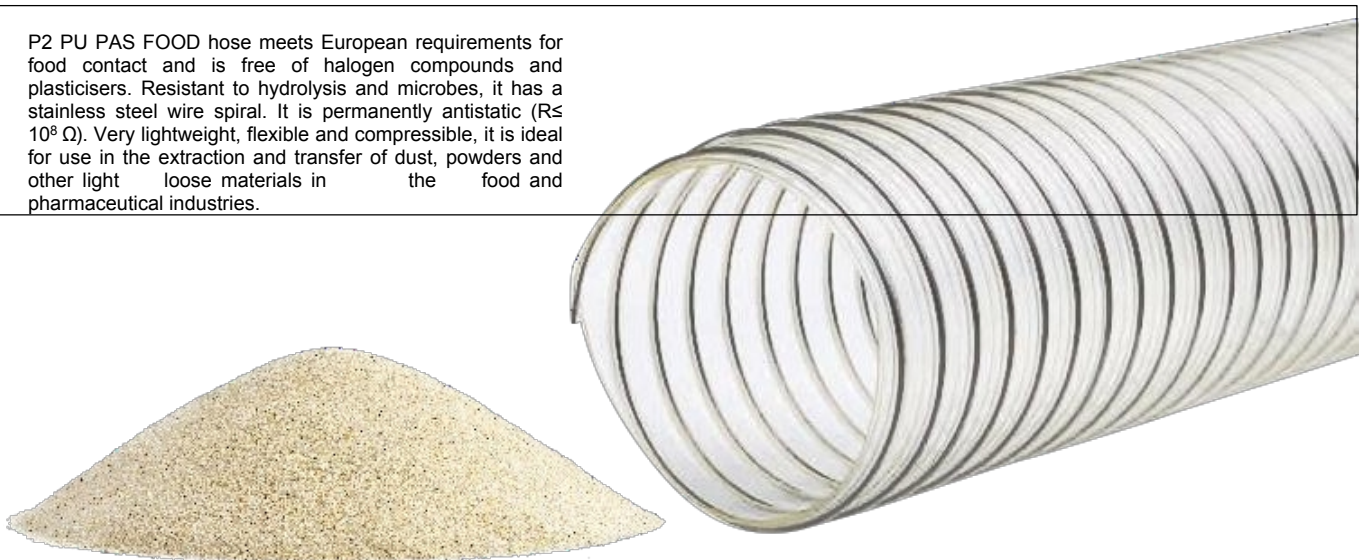 P2 PU PAS FOOD hose meets European requirements for
food contact and is free of halogen compounds and
plasticisers. Resistant to hydrolysis and microbes, it has a
stainless steel wire spiral. It is permanently antistatic (R≤
10⁸ Ω). Very lightweight, flexible and compressible, it is ideal
for use in the extraction and transfer of dust, powders and
other light loose materials in the food and
pharmaceutical industries.